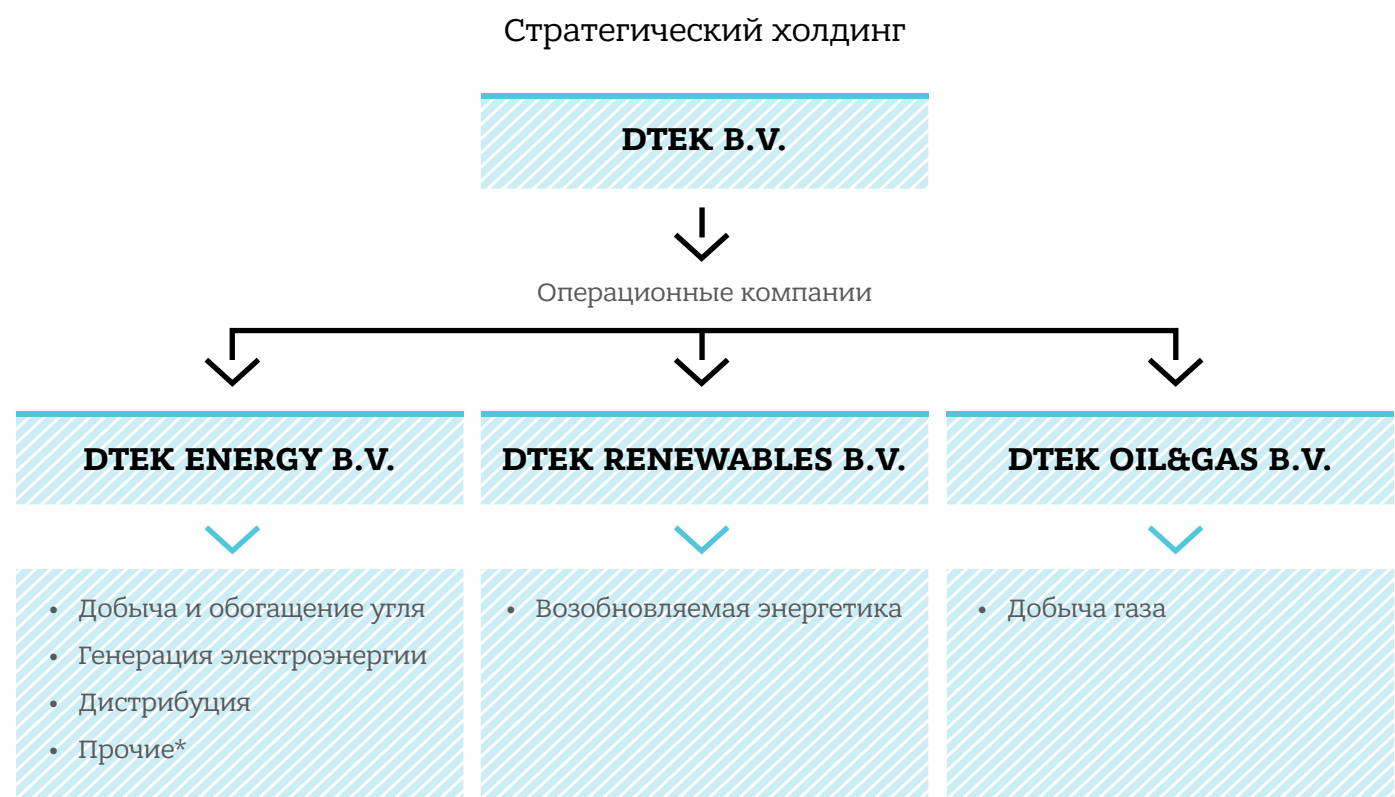 Стратегический холдинг
DTEK B.V.
Операционные компании
DTEK ENERGY B.V.
DTEK RENEWABLES B.V.
DTEK OIL&GAS B.V.
• Добыча и обогащение угля
• Генерация электроэнергии
• Дистрибуция
• Прочие*
• Возобновляемая энергетика
• Добыча газа